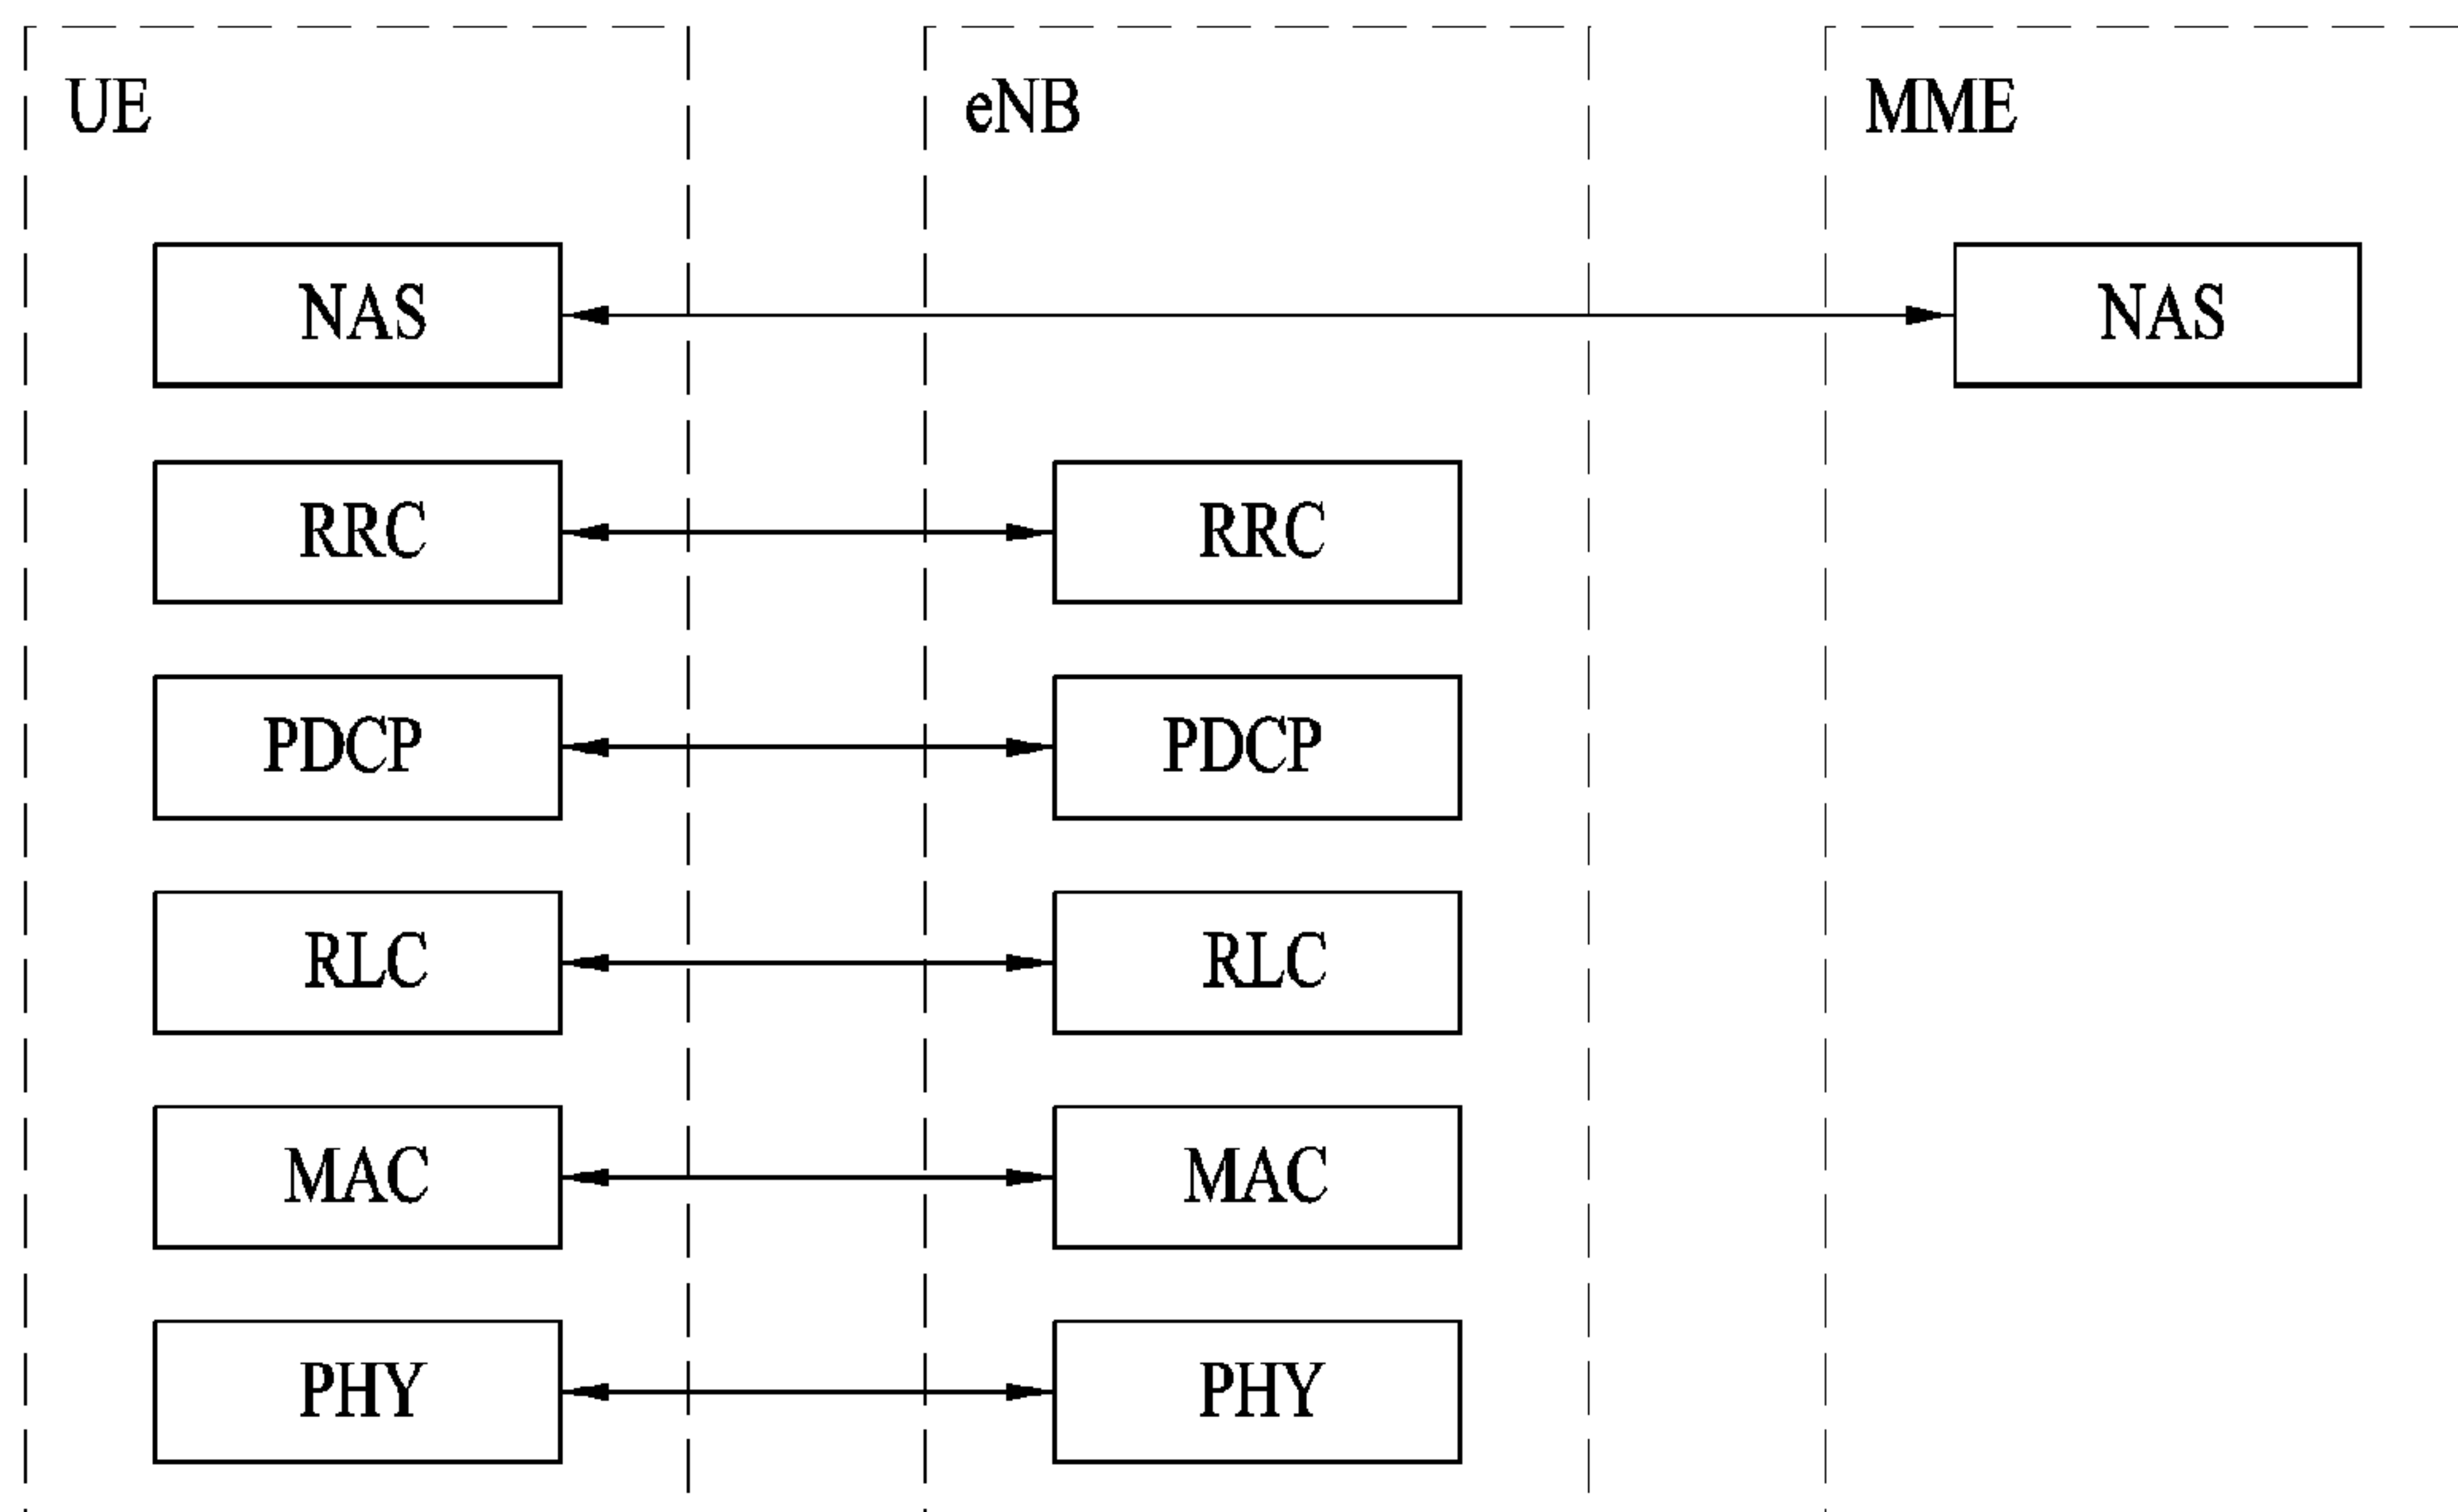 UE eNB MME
NAS NAS
RRC RRC
PDCP PDCP
RLC RLC
MAC MAC
PHY PHY